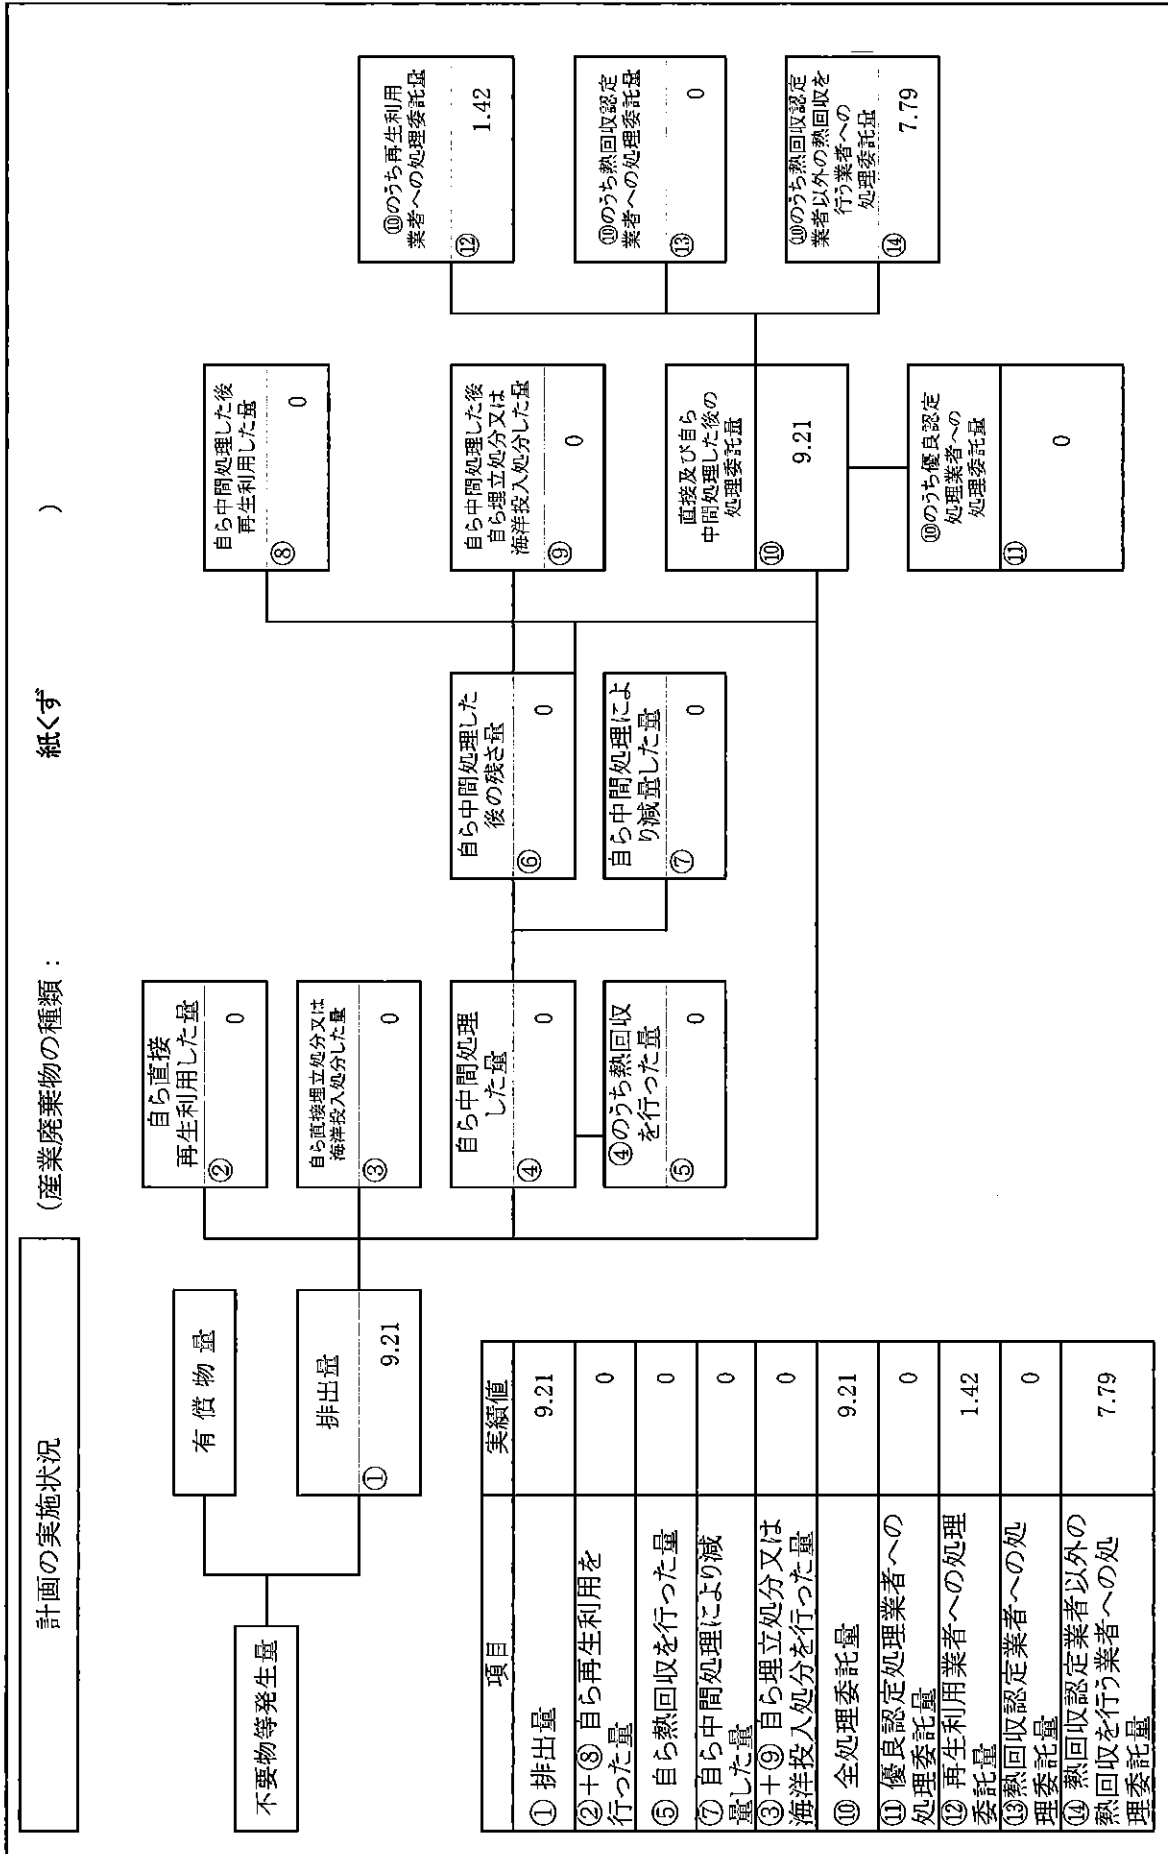 計画の実施状況
(産業廃棄物の種類：　紙くず　)
不要物等発生量
有償物量
排出量
① 9.21
自ら直接
再生利用した量
② 0
自ら直接埋立処分又は
海洋投入処分した量
③ 0
自ら中間処理
した量
④ 0
④のうち熱回収
を行った量
⑤ 0
自ら中間処理した
後の残さ量
⑥ 0
自ら中間処理によ
り減量した量
⑦ 0
自ら中間処理した後
再生利用した量
⑧ 0
自ら中間処理した後
自ら埋立処分又は
海洋投入処分した量
⑨ 0
直接及び自ら
中間処理した後の
処理委託量
⑩ 9.21
⑩のうち優良認定
処理業者への
処理委託量
⑪ 0
⑩のうち再生利用
業者への処理委託量
⑫ 1.42
⑩のうち熱回収認定
業者への処理委託量
⑬ 0
⑩のうち熱回収認定
業者以外の熱回収を
行う業者への
処理委託量
⑭ 7.79
項目 実績値
① 排出量 9.21
②＋⑧ 自ら再生利用を
行った量 0
⑤ 自ら熱回収を行った量 0
⑦ 自ら中間処理により減
量した量 0
③＋⑨ 自ら埋立処分又は
海洋投入処分を行った量 0
⑩ 全処理委託量 9.21
⑪ 優良認定処理業者への
処理委託量 0
⑫ 再生利用業者への処理
委託量 1.42
⑬熱回収認定業者への処
理委託量 0
⑭ 熱回収認定業者以外の
熱回収を行う業者への処
理委託量 7.79